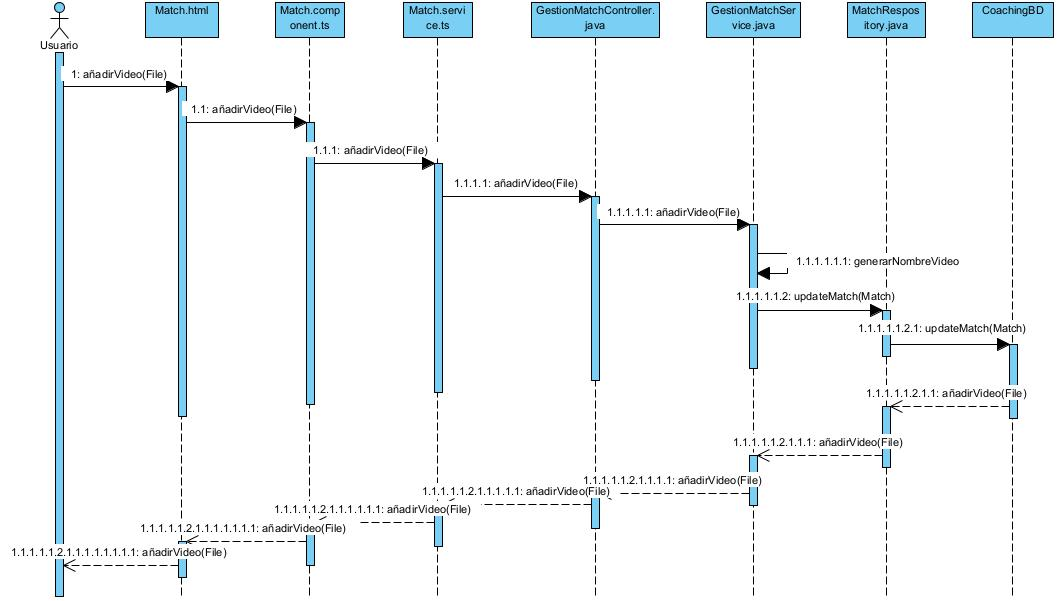 Match.html
Match.comp
onent.ts
Match.servi
ce.ts
GestionMatchController.
java
GestionMatchSer
vice.java
MatchRespos
itory.java
CoachingBD
Usuario
1: añadirVideo(File)
1.1: añadirVideo(File)
1.1.1: añadirVideo(File)
1.1.1.1: añadirVideo(File)
1.1.1.1.1: añadirVideo(File)
1.1.1.1.1.1: generarNombreVideo
1.1.1.1.1.2: updateMatch(Match)
1.1.1.1.1.2.1: updateMatch(Match)
1.1.1.1.1.2.1.1: añadirVideo(File)
1.1.1.1.1.2.1.1.1: añadirVideo(File)
1.1.1.1.1.2.1.1.1.1: añadirVideo(File)
1.1.1.1.1.2.1.1.1.1.1: añadirVideo(File)
1.1.1.1.1.2.1.1.1.1.1.1: añadirVideo(File)
1.1.1.1.1.2.1.1.1.1.1.1.1: añadirVideo(File)
1.1.1.1.1.2.1.1.1.1.1.1.1.1: añadirVideo(File)